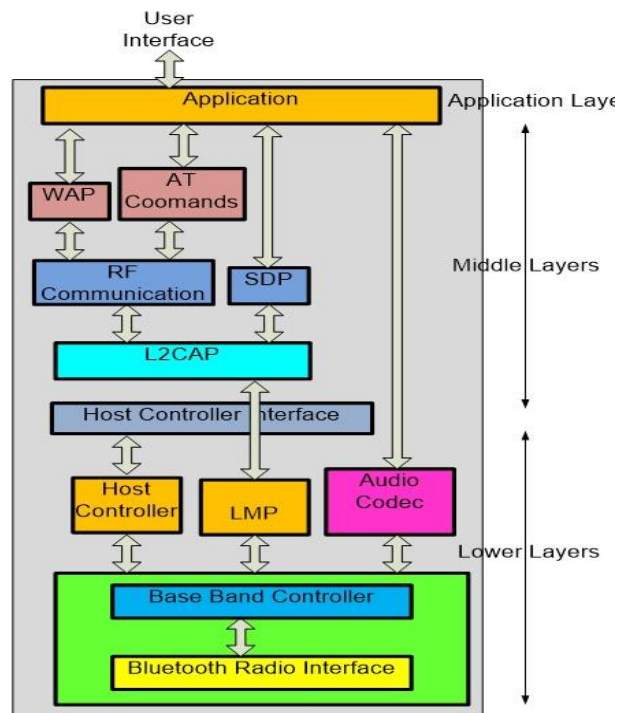 User
Interface
Application
Application Laye
WAP
AT
Coomands
RF
Communication
SDP
Middle Layers
L2CAP
Host Controller Interface
Host
Controller
LMP
Audio
Codec
Lower Layers
Base Band Controller
Bluetooth Radio Interface